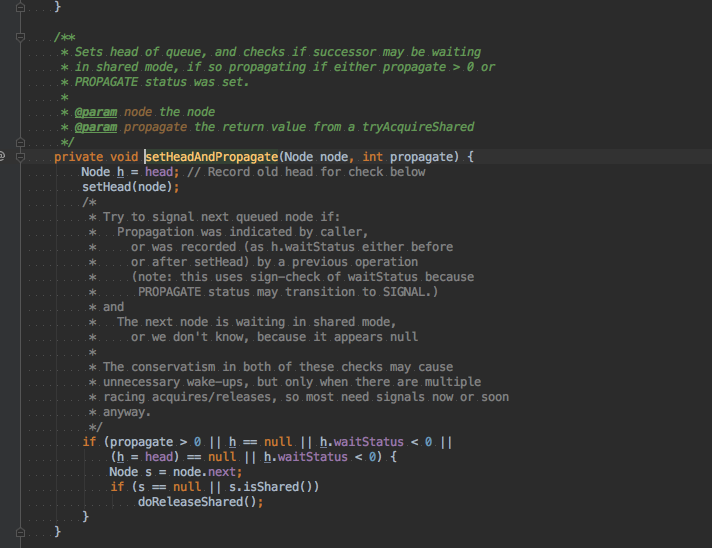 }
/**
* Sets head of queue, and checks if successor may be waiting
* in shared mode, if so propagating if either propagate > 0 or
* PROPAGATE status was set.
*
* @param node the node
* @param propagate the return value from a tryAcquireShared
*/
private void setHeadAndPropagate(Node node, int propagate) {
Node h = head; // Record old head for check below
setHead(node);
/*
* Try to signal next queued node if:
*   Propagation was indicated by caller,
*     or was recorded (as h.waitStatus either before
*     or after setHead) by a previous operation
*     (note: this uses sign-check of waitStatus because
*      PROPAGATE status may transition to SIGNAL.)
* and
*   The next node is waiting in shared mode,
*     or we don't know, because it appears null
*
* The conservatism in both of these checks may cause
* unnecessary wake-ups, but only when there are multiple
* racing acquires/releases, so most need signals now or soon
* anyway.
*/
if (propagate > 0 || h == null || h.waitStatus < 0 ||
(h = head) == null || h.waitStatus < 0) {
Node s = node.next;
if (s == null || s.isShared())
doReleaseShared();
}
}